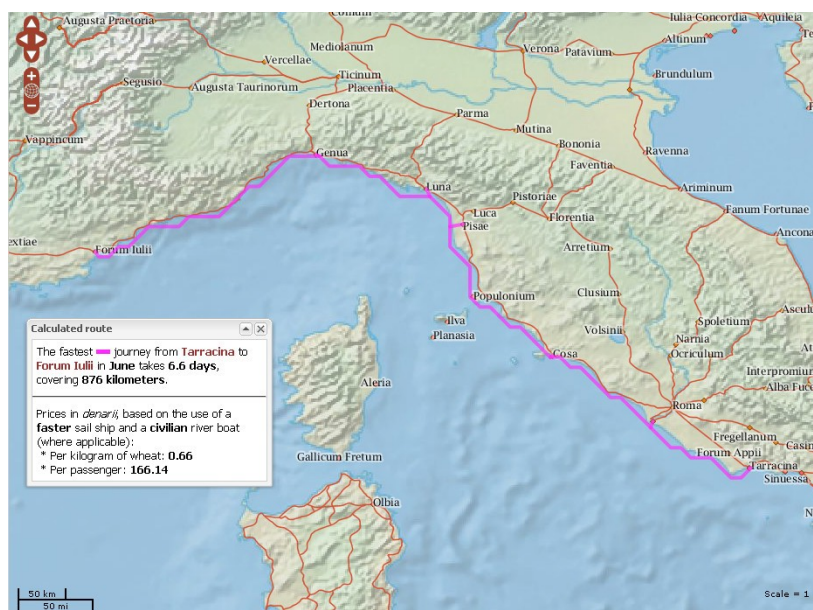 Augusta Praetoria
Comum
Iulia Concordia
Aquileia
Altinum
Mediolanum
Verona
Patavium
Vercellae
Brundulum
Segusio
Augusta Taurinorum
Ticinum
Placentia
Dertona
Parma
Vappincum
Mutina
Bononia
Ravenna
Genua
Faventia
Luna
Pistoriae
Ariminum
Luca
Florentia
Fanum Fortunae
Pisae
Ancona
extiae
Forum Iulii
Arretium
Populonium
Clusium
Ascul
Ilva
Spoletium
Planasia
Volsinii
Narnia
Cosa
Ocriculum
Interpromium
Aleria
Alba Fuce
Roma
Fregellanum
Casin
Gallicum Fretum
Forum Appii
Tarracina
Sinuessa
Olbia
N
Calculated route
The fastest journey from Tarracina to
Forum Iulii in June takes 6.6 days,
covering 876 kilometers.
Prices in denarii, based on the use of a
faster sail ship and a civilian river boat
(where applicable):
* Per kilogram of wheat: 0.66
* Per passenger: 166.14
50 km
50 mi
Scale = 1